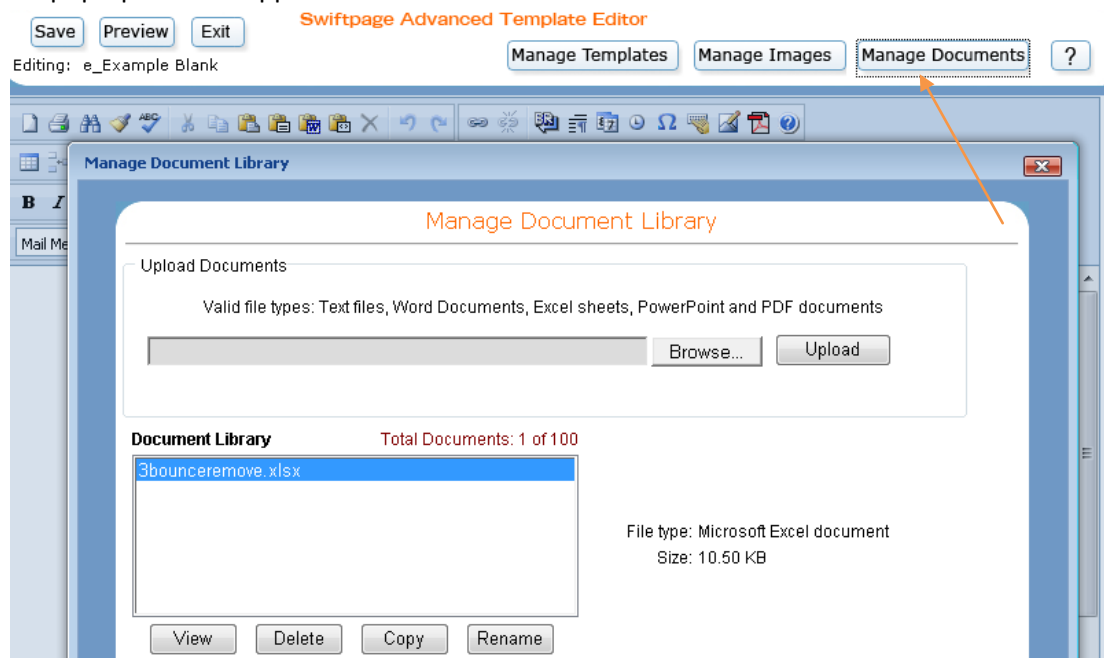 Swiftpage Advanced Template Editor
Save Preview Exit
Manage Templates Manage Images Manage Documents ?
Editing: e_Example Blank
Manage Document Library
B I
Manage Document Library
Mail Me
Upload Documents
Valid file types: Text files, Word Documents, Excel sheets, PowerPoint and PDF documents
Browse... Upload
Document Library Total Documents: 1 of 100
3bounceremove.xlsx
File type: Microsoft Excel document
Size: 10.50 KB
View Delete Copy Rename